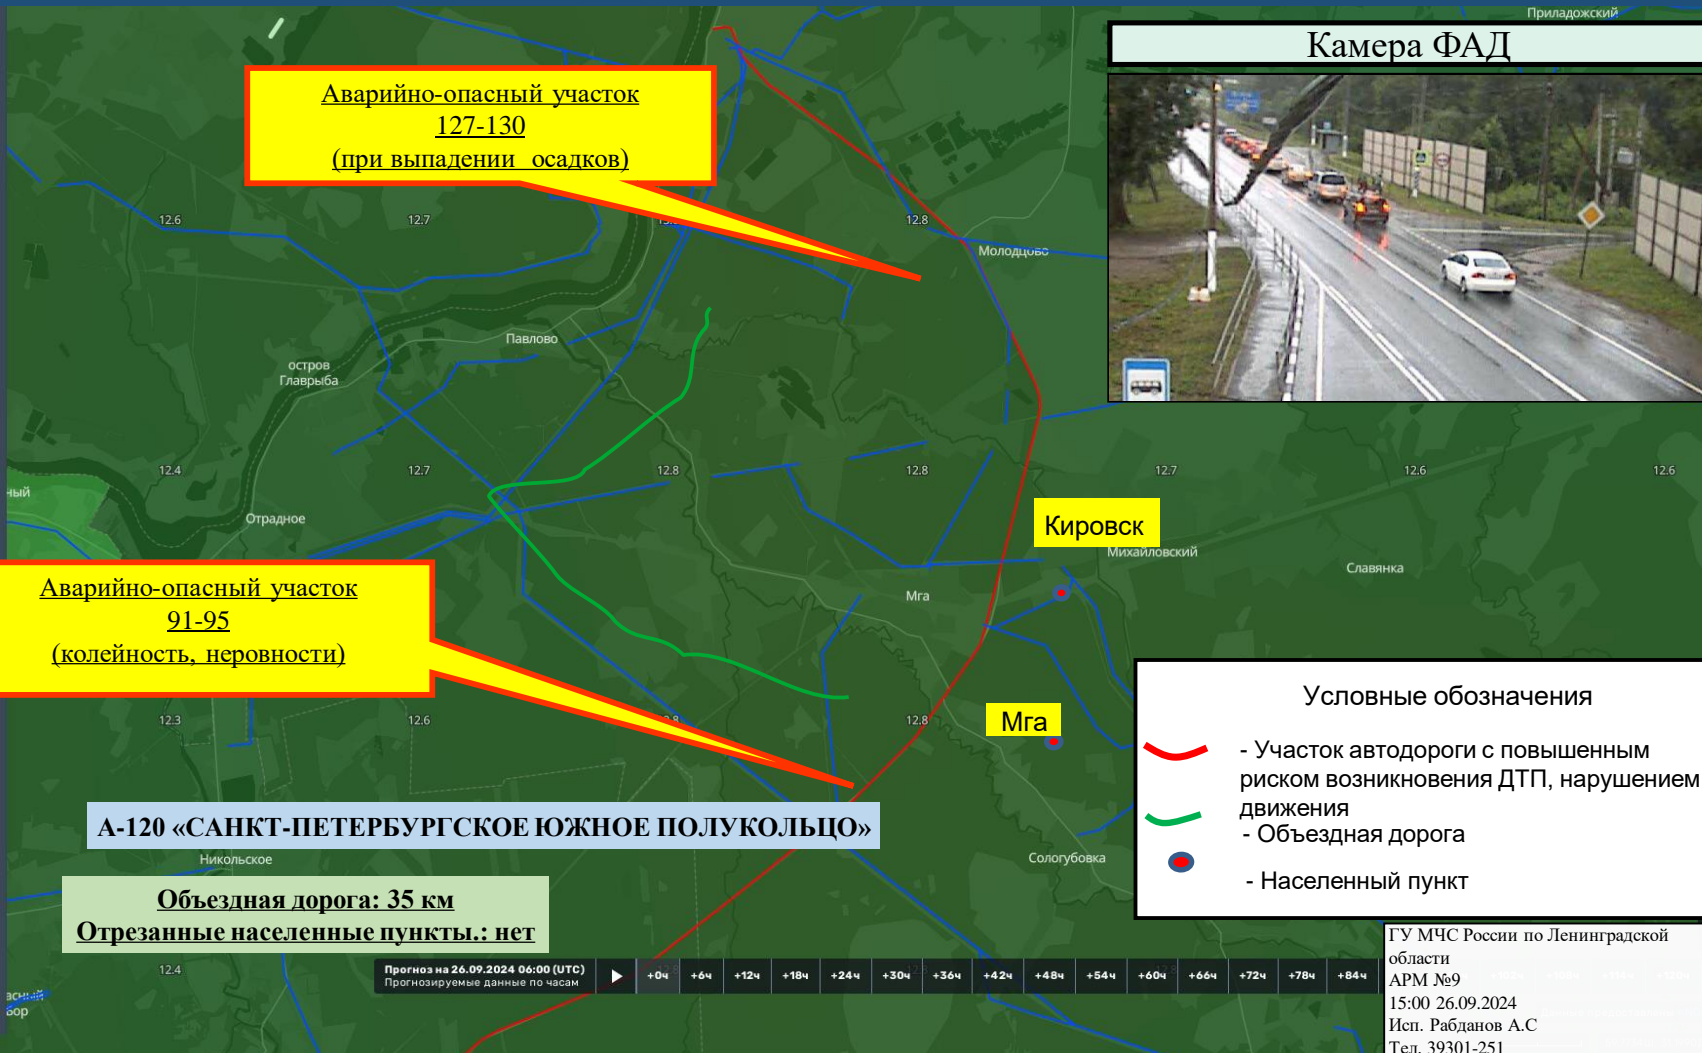 Приладожский
Камера ФАД
Аварийно-опасный участок
127-130
(при выпадении осадков)
12.6
12.7
12.8
Молодцово
Павлово
остров
Главрыба
12.4
12.7
12.8
12.8
12.7
12.6
12.6
ный
Отрадное
Кировск
Михайловский
Славянка
Аварийно-опасный участок
91-95
(колейность, неровности)
Мга
12.3
12.6
12.8
Мга
Условные обозначения
- Участок автодороги с повышенным
риском возникновения ДТП, нарушением
движения
- Объездная дорога
- Населенный пункт
А-120 «САНКТ-ПЕТЕРБУРГСКОЕ ЮЖНОЕ ПОЛУКОЛЬЦО»
Никольское
Сологубовка
Объездная дорога: 35 км
Отрезанные населенные пункты.: нет
12.4
Прогноз на 26.09.2024 06:00 (UTC)
Прогнозируемые данные по часам
+0ч +6ч +12ч +18ч +24ч +30ч +36ч +42ч +48ч +54ч +60ч +66ч +72ч +78ч +84ч
асный
бор
ГУ МЧС России по Ленинградской
области
АРМ №9
15:00 26.09.2024
Исп. Рабданов А.С
Тел. 39301-251